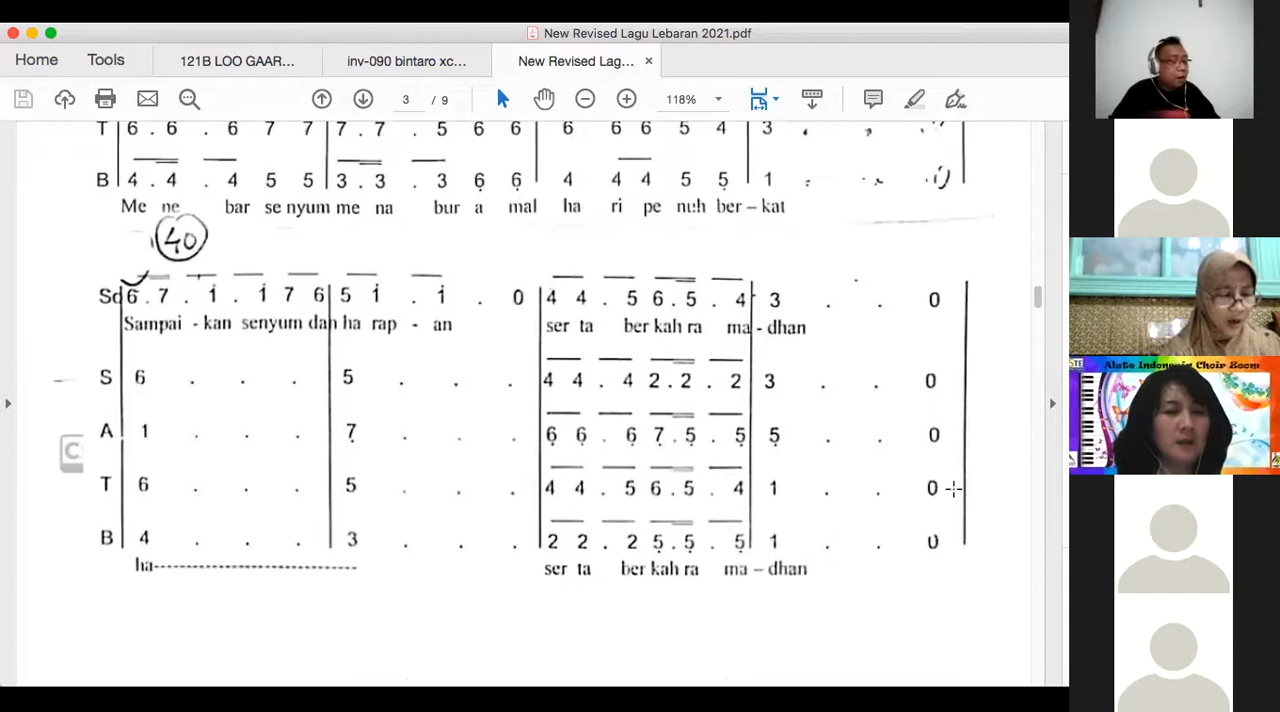 New Revised Lagu Lebaran 2021.pdf
Home Tools 121B LOO GAAR... inv-090 bintaro xc... New Revised Lag... ×
3 / 9 118%
T 6 . 6 . 6 7 7 7 . 7 . 5 6 6 6 6 6 5 4 3 . . .
B 4 . 4 . 4 5 5 3 . 3 . 3 6̣ 6̣ 4 4 4 5 5̣ 1 . . .
Me ne bar se nyum me na bur a mal ha ri pe nuh ber – kat
40
6 . 7 . 1̇ . 1̇ 7 6 5 1̇ . 1̇ . 0 4 4 . 5 6 . 5 . 4 3 . . 0
Sampai - kan senyum dan ha rap - an ser ta ber kah ra ma - dhan
S 6 . . . 5 . . . 4 4 . 4 2 . 2 . 2 3 . . 0
A 1 . . . 7̣ . . . 6̣ 6̣ . 6̣ 7̣ . 5̣ . 5̣ 5̣ . . 0
T 6 . . . 5 . . . 4 4 . 5 6 . 5 . 4 1 . . 0
B 4 . . . 3 . . . 2 2 . 2 5̣ . 5̣ . 5̣ 1 . . 0
ha------------------------------ ser ta ber kah ra ma – dhan
Alute Indonesia Choir Zoom